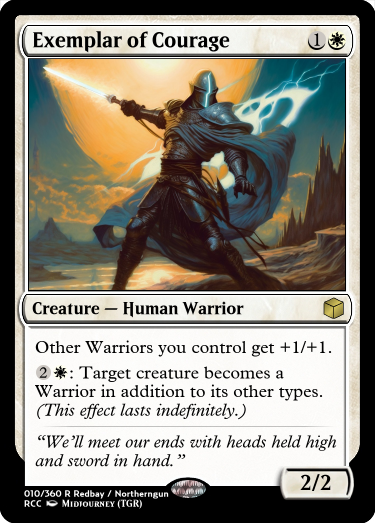 Exemplar of Courage 1
Creature — Human Warrior
Other Warriors you control get +1/+1.
2 : Target creature becomes a
Warrior in addition to its other types.
(This effect lasts indefinitely.)
“We’ll meet our ends with heads held high
and sword in hand.”
2/2
010/360 R Redbay / Northerngun
RCC Midjourney (TGR)